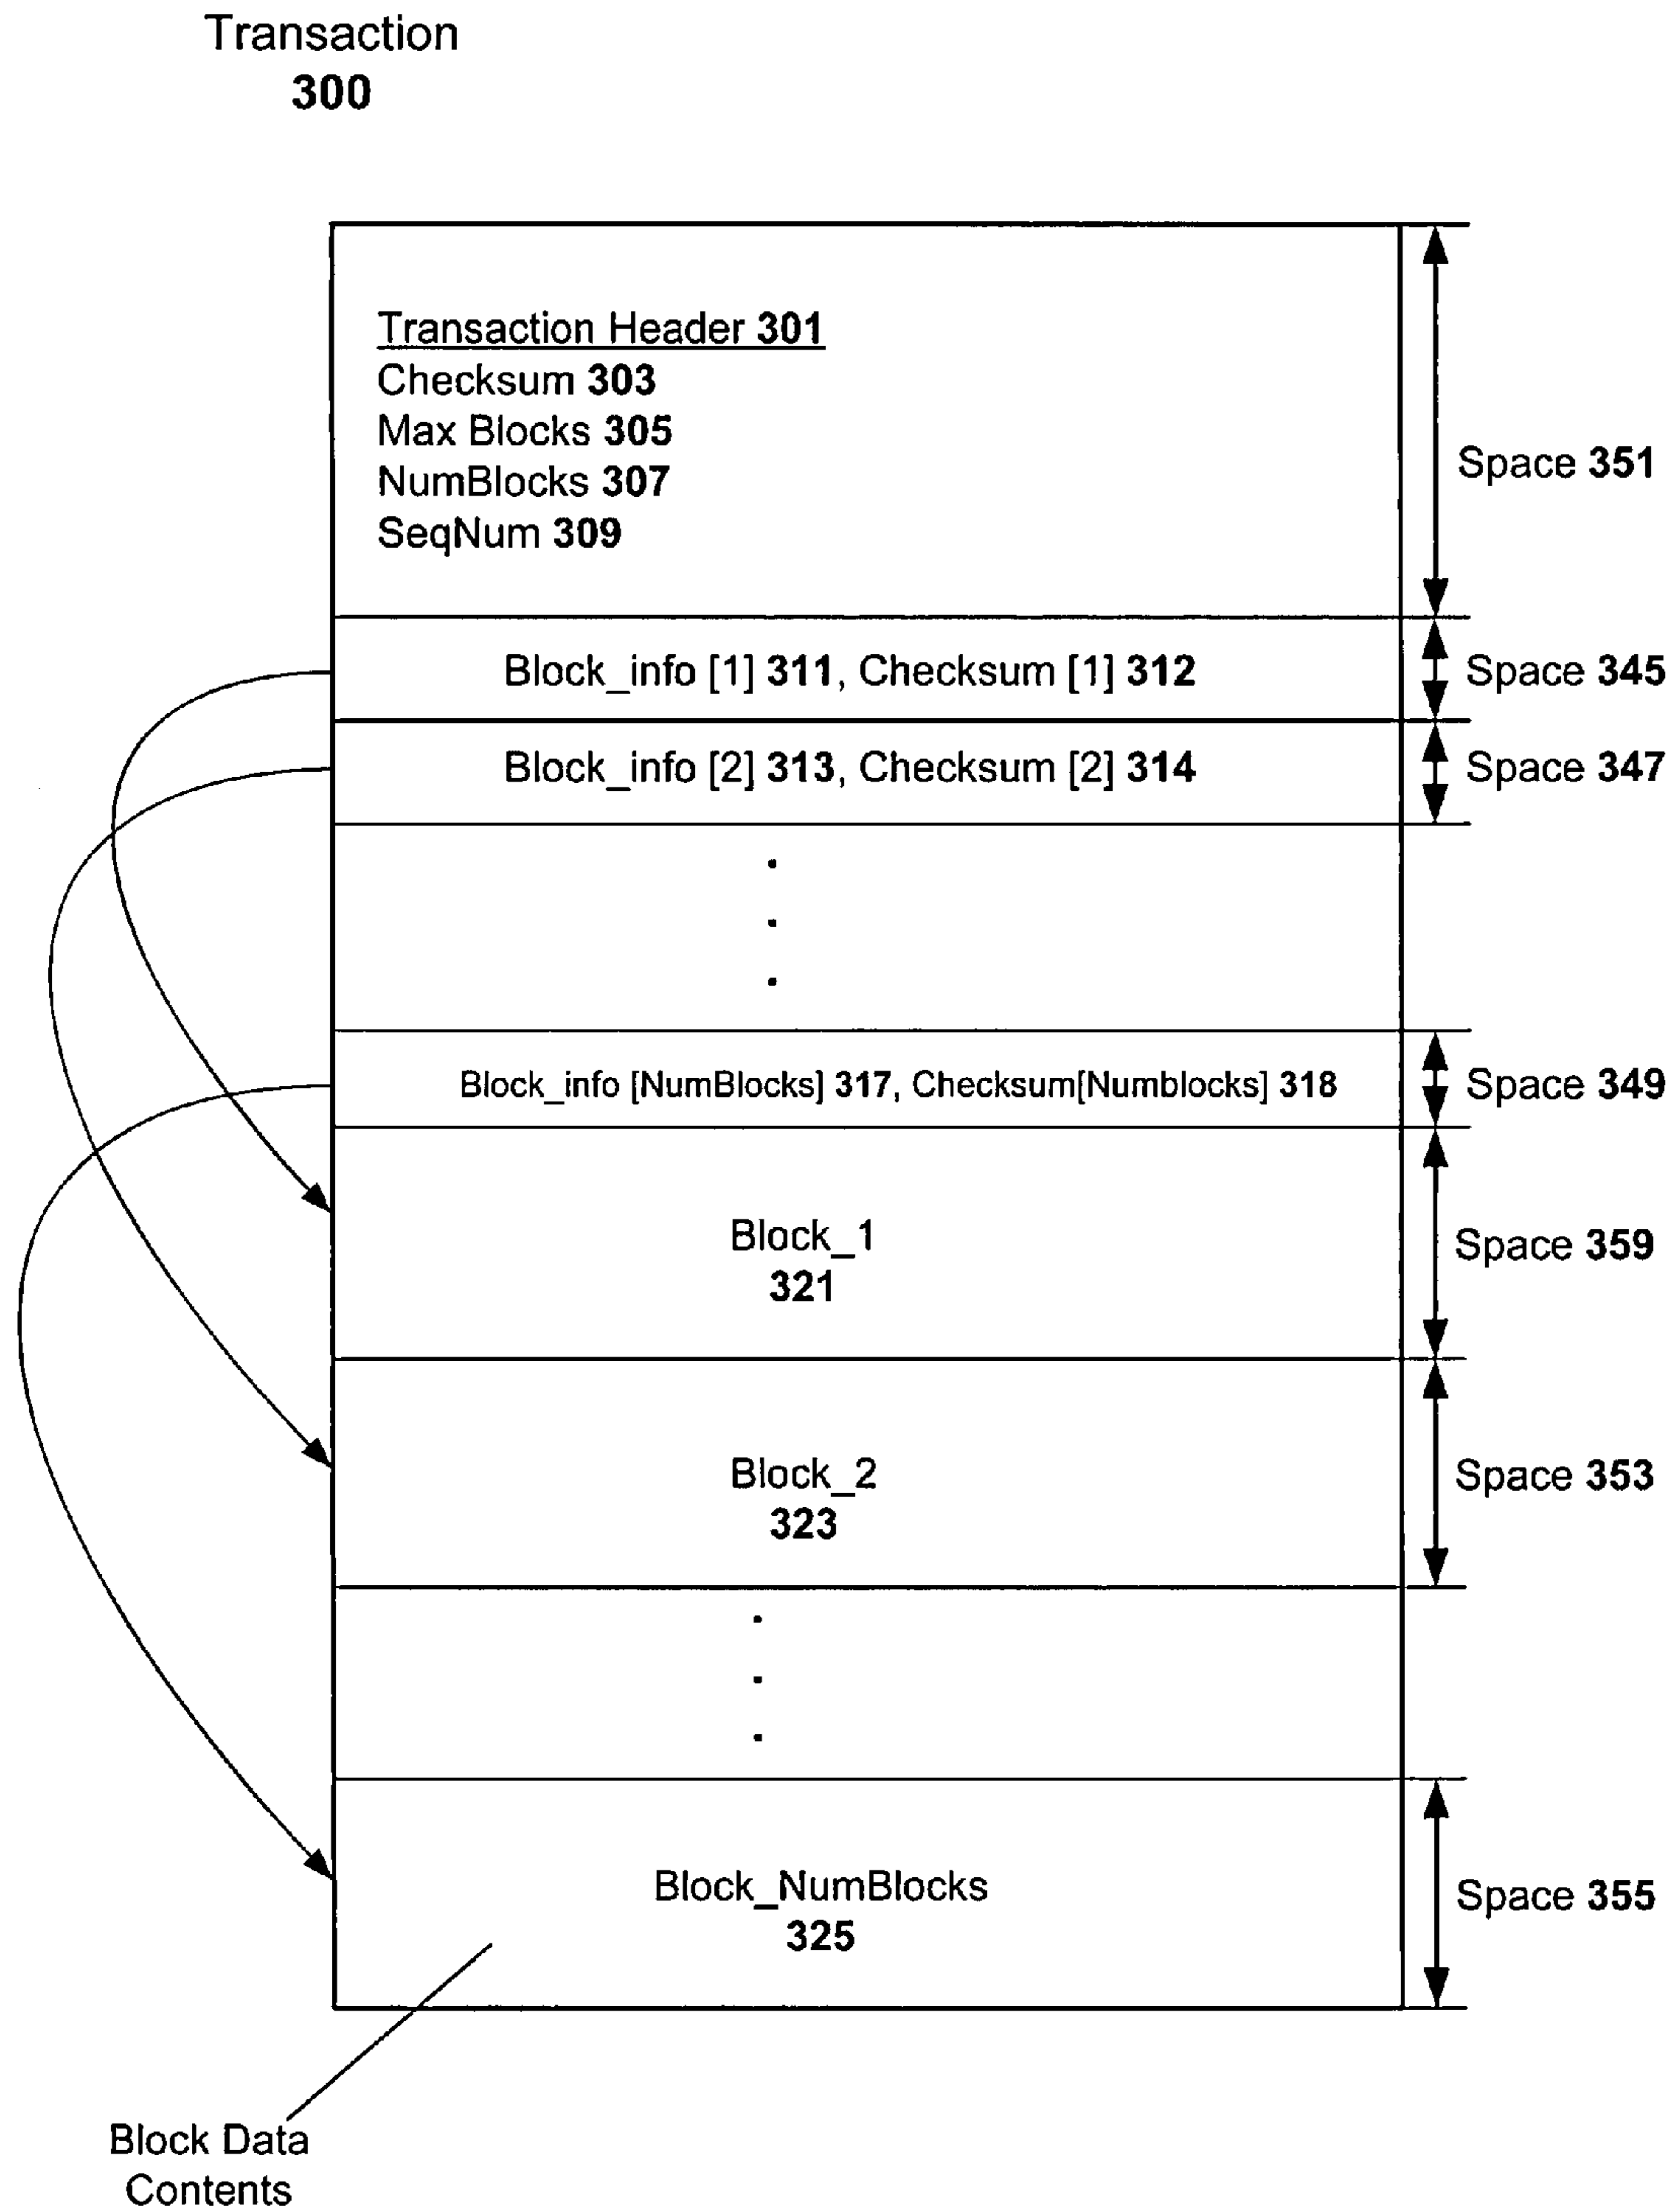 Transaction
300
Transaction Header 301
Checksum 303
Max Blocks 305
NumBlocks 307
SeqNum 309
Space 351
Block_info [1] 311, Checksum [1] 312
Space 345
Block_info [2] 313, Checksum [2] 314
Space 347
Block_info [NumBlocks] 317, Checksum[Numblocks] 318
Space 349
Block_1
321
Space 359
Block_2
323
Space 353
Block_NumBlocks
325
Space 355
Block Data
Contents